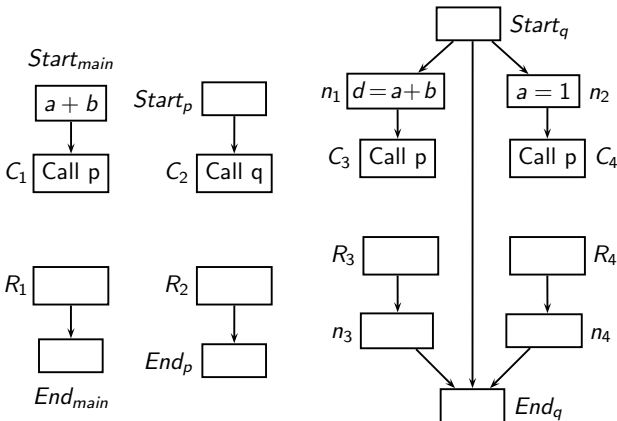 Start_q
Start_main
a + b
Start_p
n_1 d = a + b
a = 1 n_2
C_1 Call p
C_2 Call q
C_3 Call p
Call p C_4
R_1
R_2
R_3
R_4
n_3
n_4
End_p
End_main
End_q